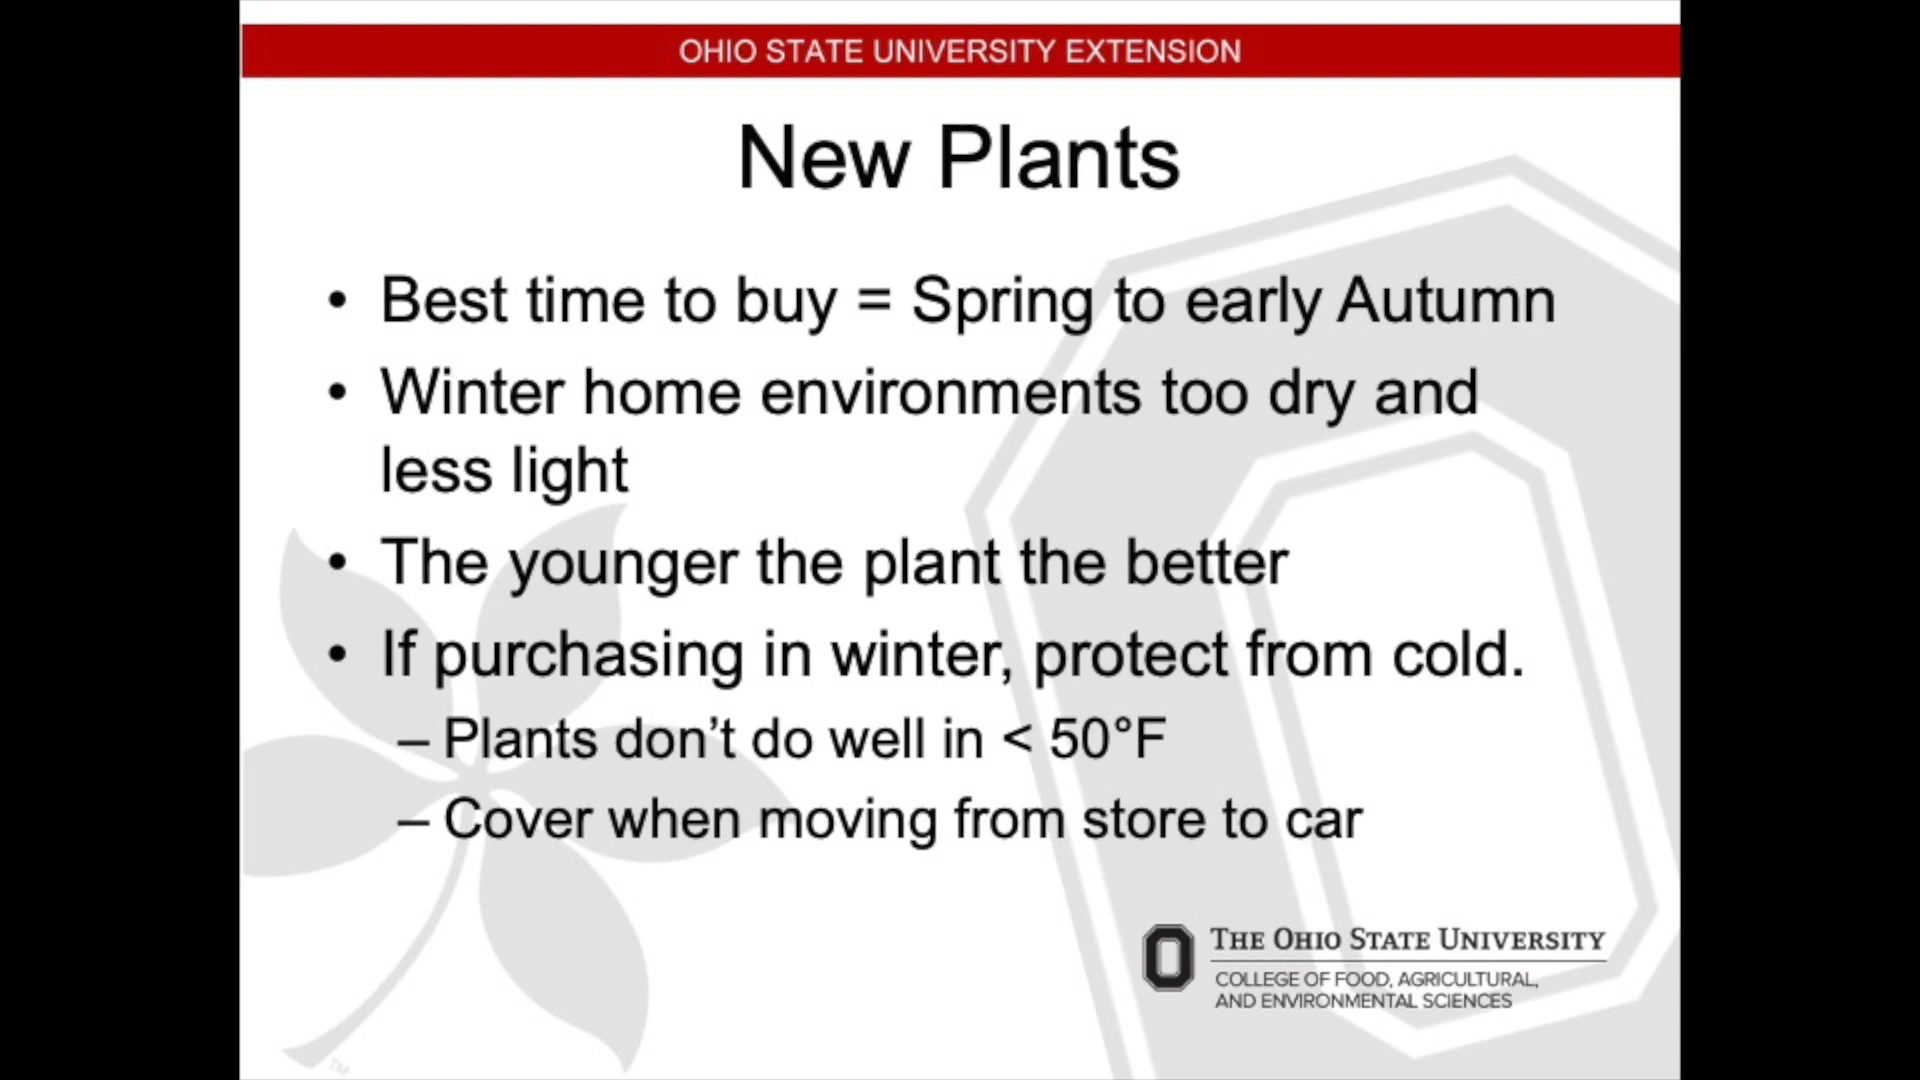 OHIO STATE UNIVERSITY EXTENSION
New Plants
• Best time to buy = Spring to early Autumn
• Winter home environments too dry and
less light
• The younger the plant the better
• If purchasing in winter, protect from cold.
– Plants don’t do well in < 50°F
– Cover when moving from store to car
THE OHIO STATE UNIVERSITY
COLLEGE OF FOOD, AGRICULTURAL,
AND ENVIRONMENTAL SCIENCES
TM